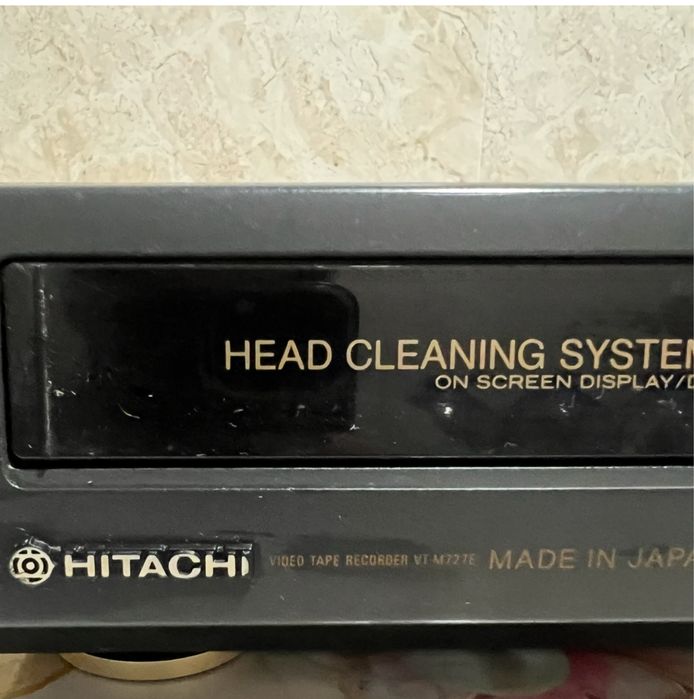 HEAD CLEANING SYSTEM
ON SCREEN DISPLAY/D
HITACHI VIDEO TAPE RECORDER VT-M727E MADE IN JAPA